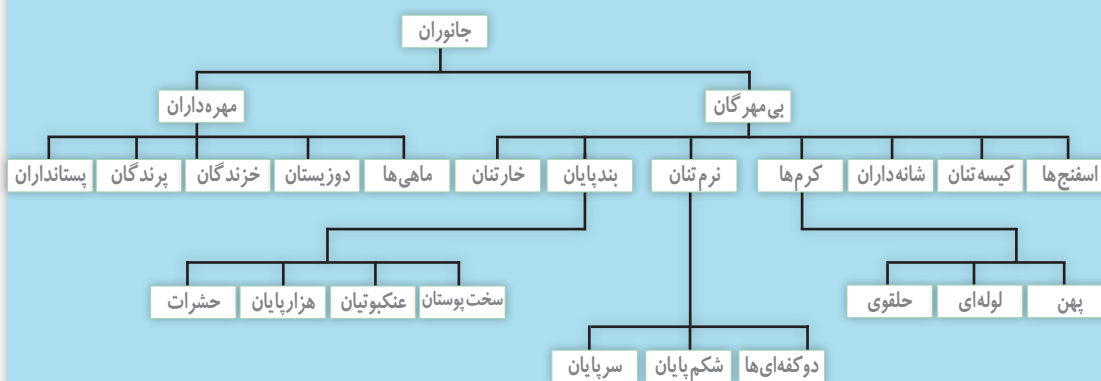 جانوران
بی‌مهرگان
مهره‌داران
اسفنج‌ها
کیسه‌تنان
شانه‌داران
کرم‌ها
نرم‌تنان
بندپایان
خارتنان
ماهی‌ها
دوزیستان
خزندگان
پرندگان
پستانداران
پهن
لوله‌ای
حلقوی
سخت‌پوستان
عنکبوتیان
هزارپایان
حشرات
دوکفه‌ای‌ها
شکم‌پایان
سرپایان